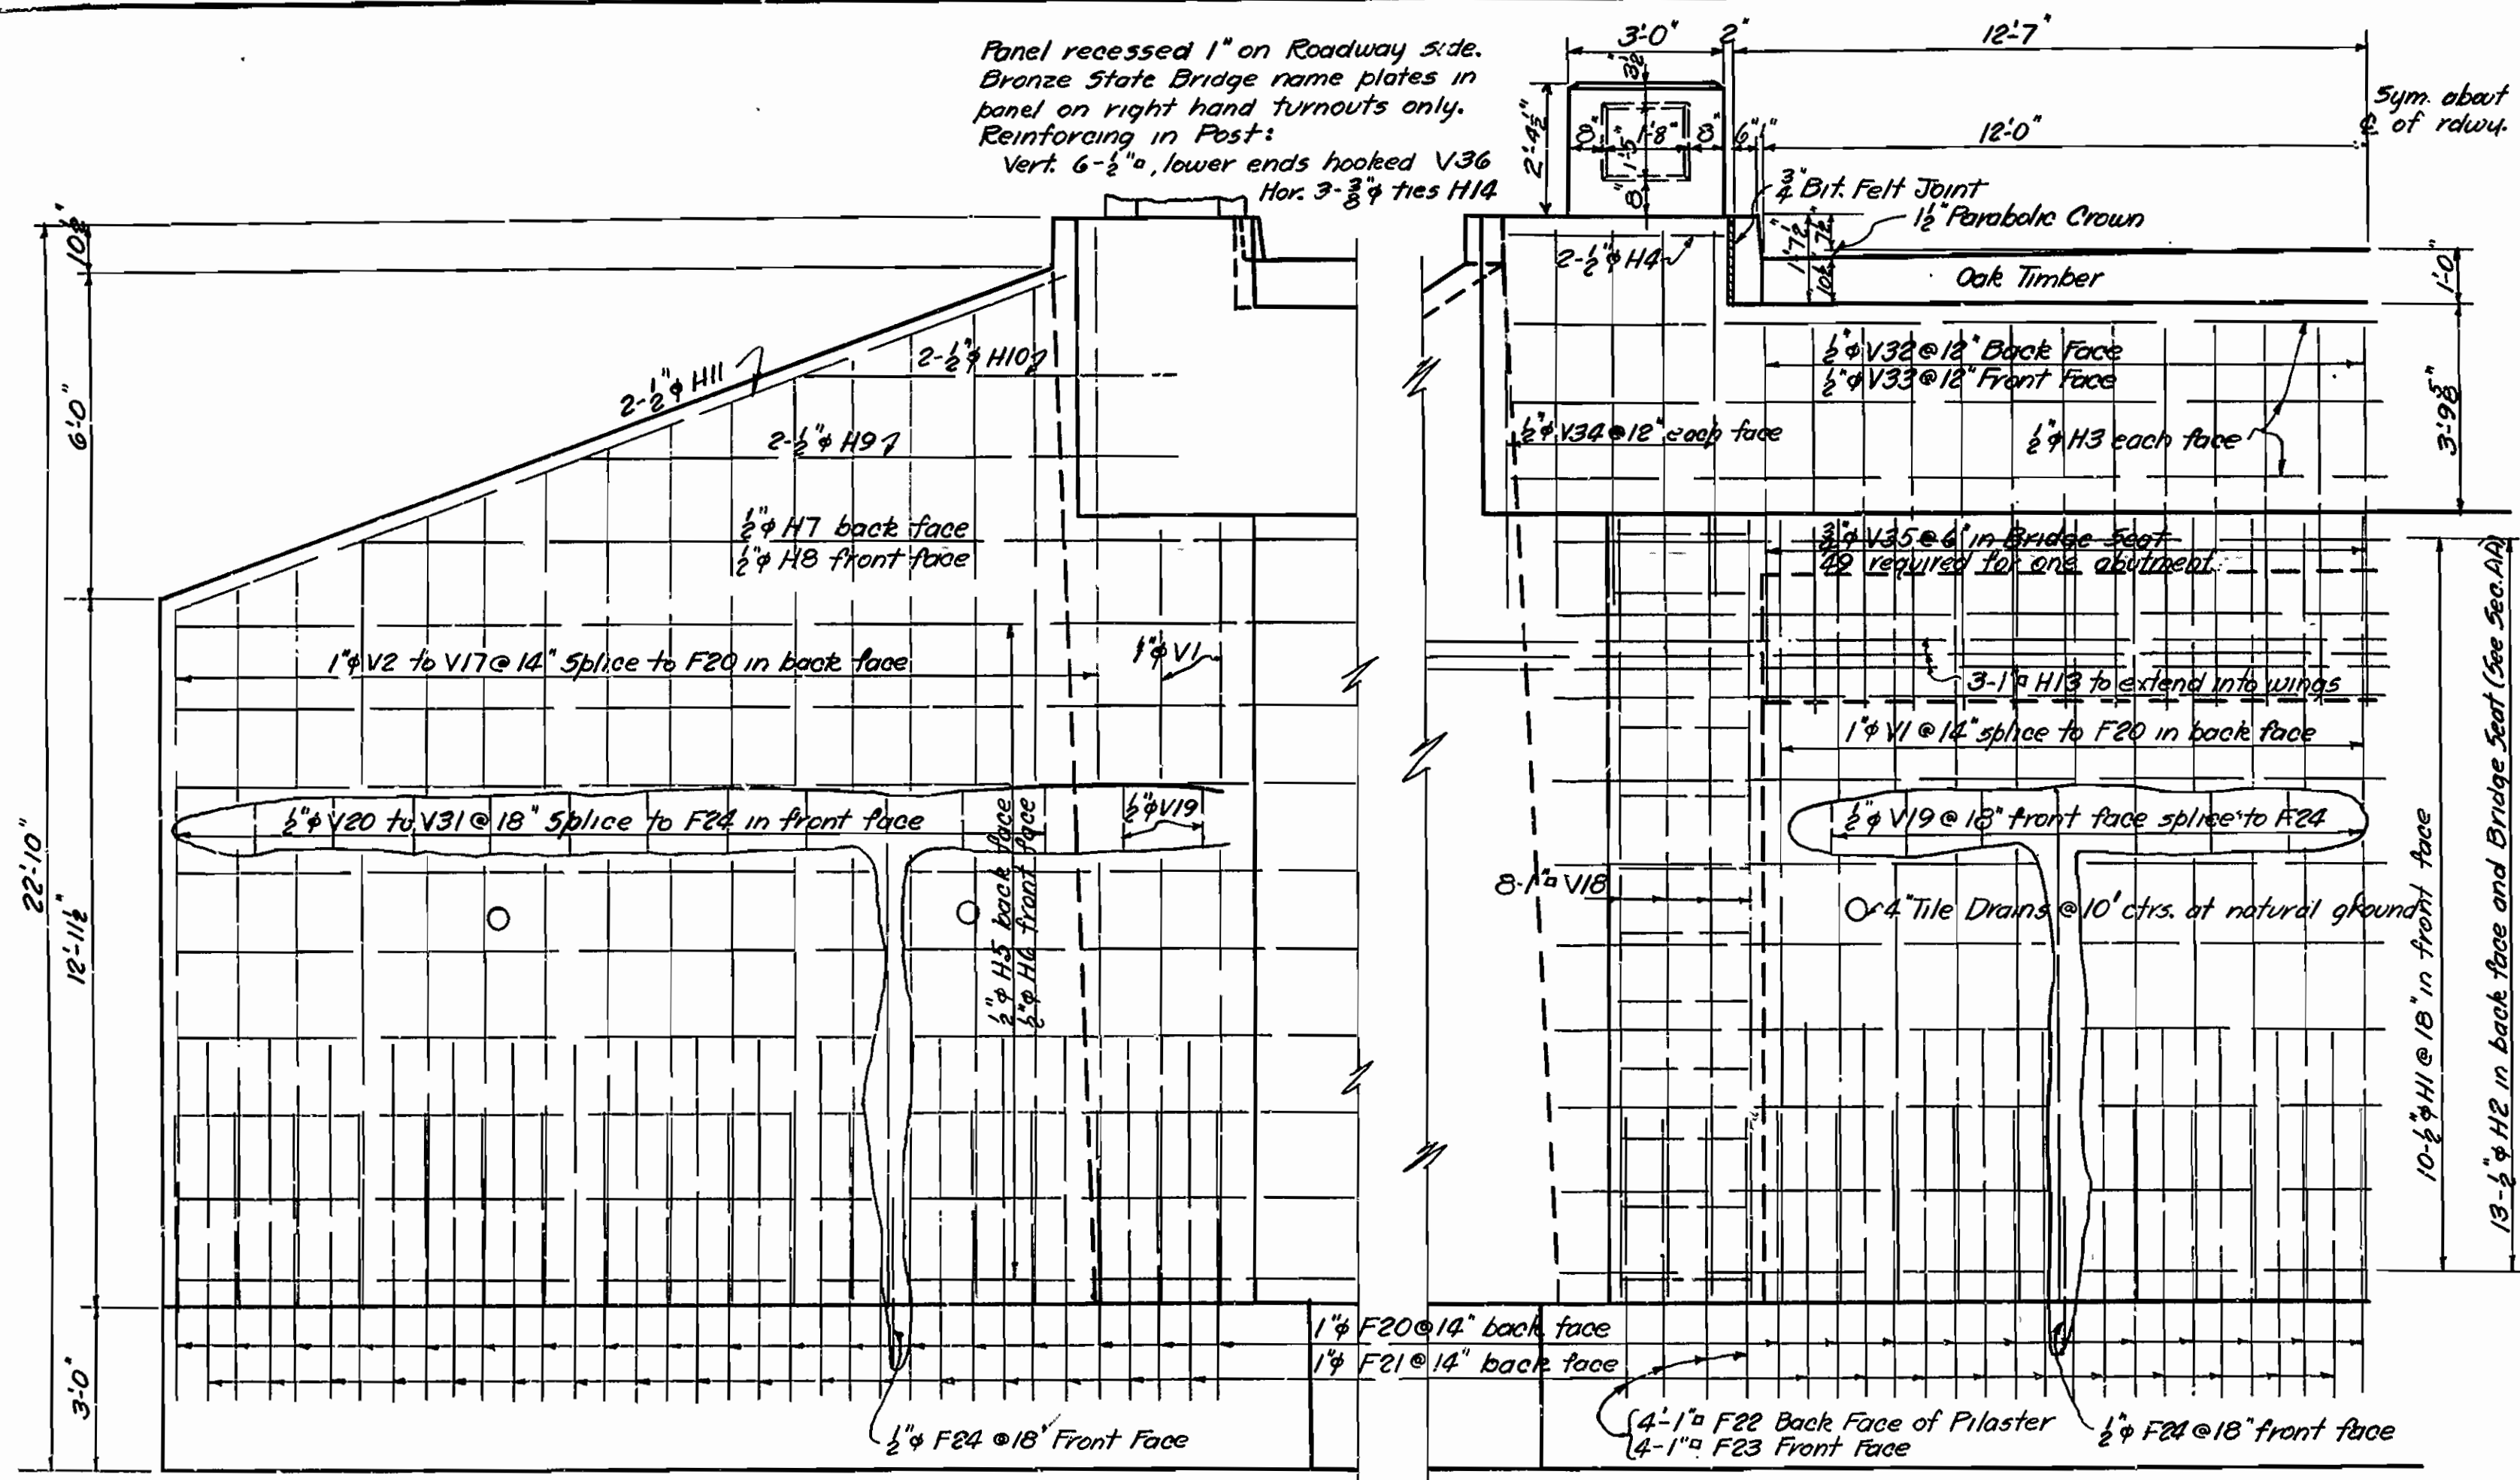 Panel recessed 1" on Roadway side.
Bronze State Bridge name plates in
panel on right hand turnouts only.
Reinforcing in Post:
Vert. 6-½"▫, lower ends hooked V36
Hor. 3-⅜"ϕ ties H14
3'-0"
2"
12'-7"
3½"
2'-4½"
8"
1'-8"
8"
6"
1"
12'-0"
1'-5"
8"
Sym. about
℄ of rdwy.
¾" Bit. Felt Joint
1½" Parabolic Crown
1'-7½"
7½"
10½"
2-½"ϕ H4
Oak Timber
1'-0"
10½"
2-½"ϕ H11
2-½"ϕ H10
½"ϕ V32 @ 12" Back Face
½"ϕ V33 @ 12" Front Face
6'-0"
2-½"ϕ H9
½"ϕ V34 @ 12" each face
½"ϕ H3 each face
3'-9⅝"
½"ϕ H7 back face
½"ϕ H8 front face
¾"ϕ V35 @ 6" in Bridge Seat
49 required for one abutment
1"ϕ V2 to V17 @ 14" Splice to F20 in back face
1"ϕ V1
3-1"▫ H13 to extend into wings
1"ϕ V1 @ 14" splice to F20 in back face
½"ϕ V20 to V31 @ 18" Splice to F24 in front face
½"ϕ V19
½"ϕ V19 @ 18" front face splice to F24
22'-10"
12'-11½"
½"ϕ H5 back face
½"ϕ H6 front face
8-1"▫ V18
4" Tile Drains @ 10' ctrs. at natural ground
10-½"ϕ H1 @ 18" in front face
13-½"ϕ H2 in back face and Bridge Seat (See Sec. AA)
3'-0"
1"ϕ F20 @ 14" back face
1"ϕ F21 @ 14" back face
½"ϕ F24 @ 18" Front Face
4'-1"▫ F22 Back Face of Pilaster
4-1"▫ F23 Front Face
½"ϕ F24 @ 18" front face